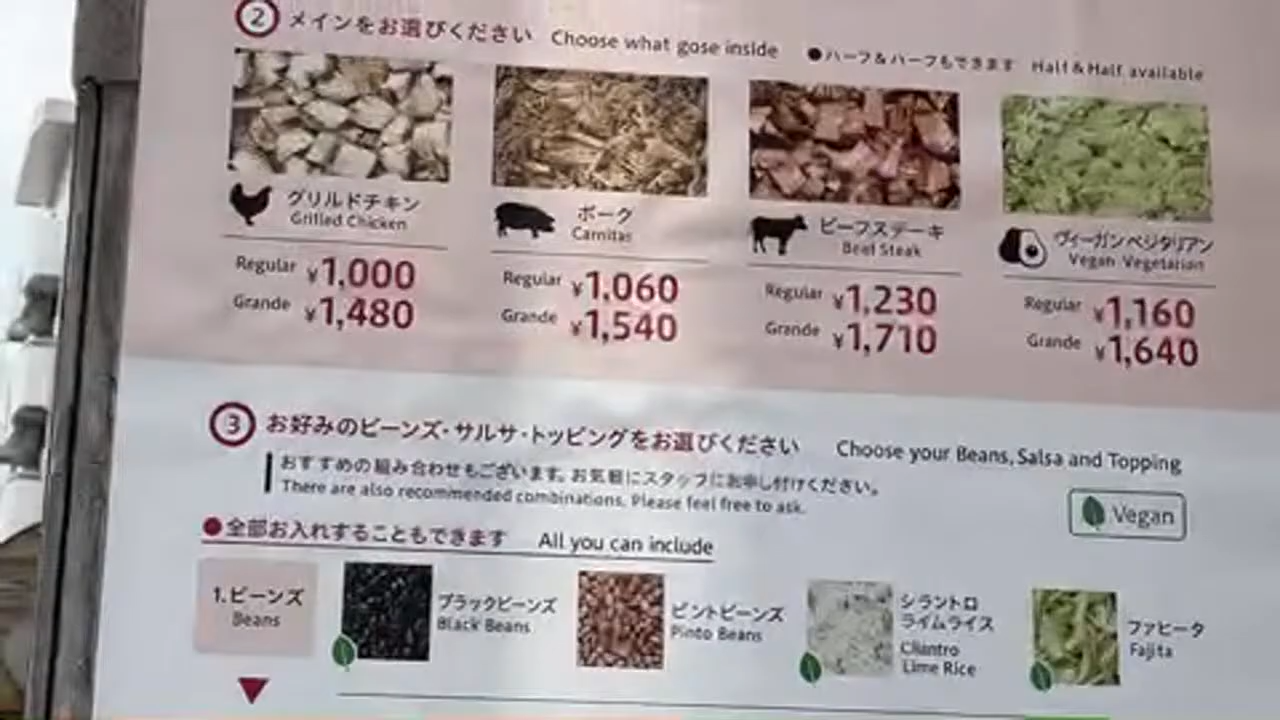 2 メインをお選びください Choose what gose inside ●ハーフ&ハーフもできます Half & Half available
グリルドチキン
Grilled Chicken
Regular ¥1,000
Grande ¥1,480
ポーク
Carnitas
Regular ¥1,060
Grande ¥1,540
ビーフステーキ
Beef Steak
Regular ¥1,230
Grande ¥1,710
ヴィーガンベジタリアン
Vegan Vegetarian
Regular ¥1,160
Grande ¥1,640
3 お好みのビーンズ・サルサ・トッピングをお選びください Choose your Beans, Salsa and Topping
おすすめの組み合わせもございます。お気軽にスタッフにお申し付けください。
There are also recommended combinations. Please feel free to ask.
Vegan
●全部お入れすることもできます All you can include
1.ビーンズ
Beans
ブラックビーンズ
Black Beans
ピントビーンズ
Pinto Beans
シラントロ
ライムライス
Cilantro
Lime Rice
ファヒータ
Fajita